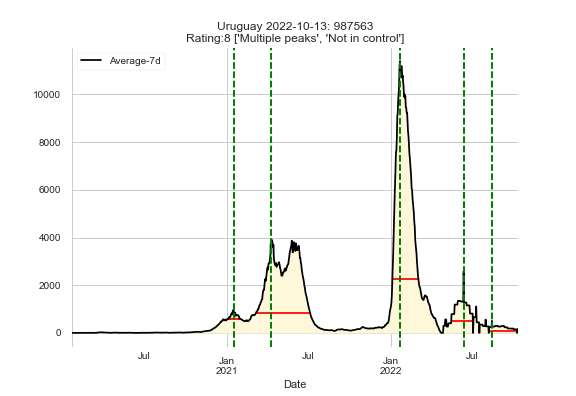 Uruguay 2022-10-13: 987563
Rating:8 ['Multiple peaks', 'Not in control']
Average-7d
10000
8000
6000
4000
2000
0
Jul
Jan
2021
Jul
Jan
2022
Jul
Date